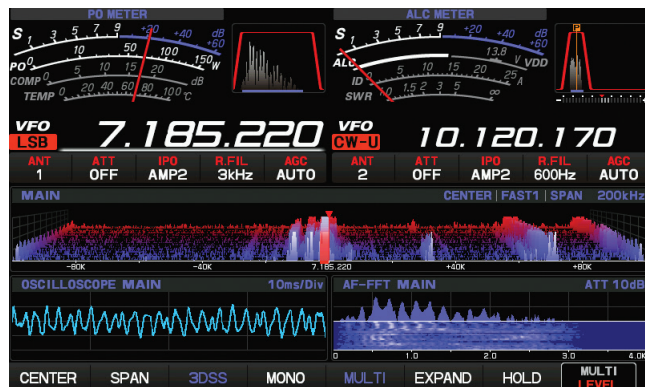 PO METER
ALC METER
S 1 3 5 7 9 +20 +40 dB +60
PO 0 10 50 100 150 W
COMP 0 5 10 15 20 dB
TEMP 0 20 40 60 80 100 °C
S 1 3 5 7 9 +20 +40 dB +60
ALC 13.8 V VDD
ID 0 5 10 15 20 25 A
SWR 1 1.5 2 3 5 ∞
P
VFO
LSB 7.185.220
VFO
CW-U 10.120.170
ANT ATT IPO R.FIL AGC ANT ATT IPO R.FIL AGC
1 OFF AMP2 3kHz AUTO 2 OFF AMP2 600Hz AUTO
MAIN CENTER | FAST1 | SPAN 200kHz
-80K -40K 7.185.220 +40K +80K
OSCILLOSCOPE MAIN 10ms/Div AF-FFT MAIN ATT 10dB
0 1.0 2.0 3.0 4.0K
CENTER SPAN 3DSS MONO MULTI EXPAND HOLD MULTI
LEVEL